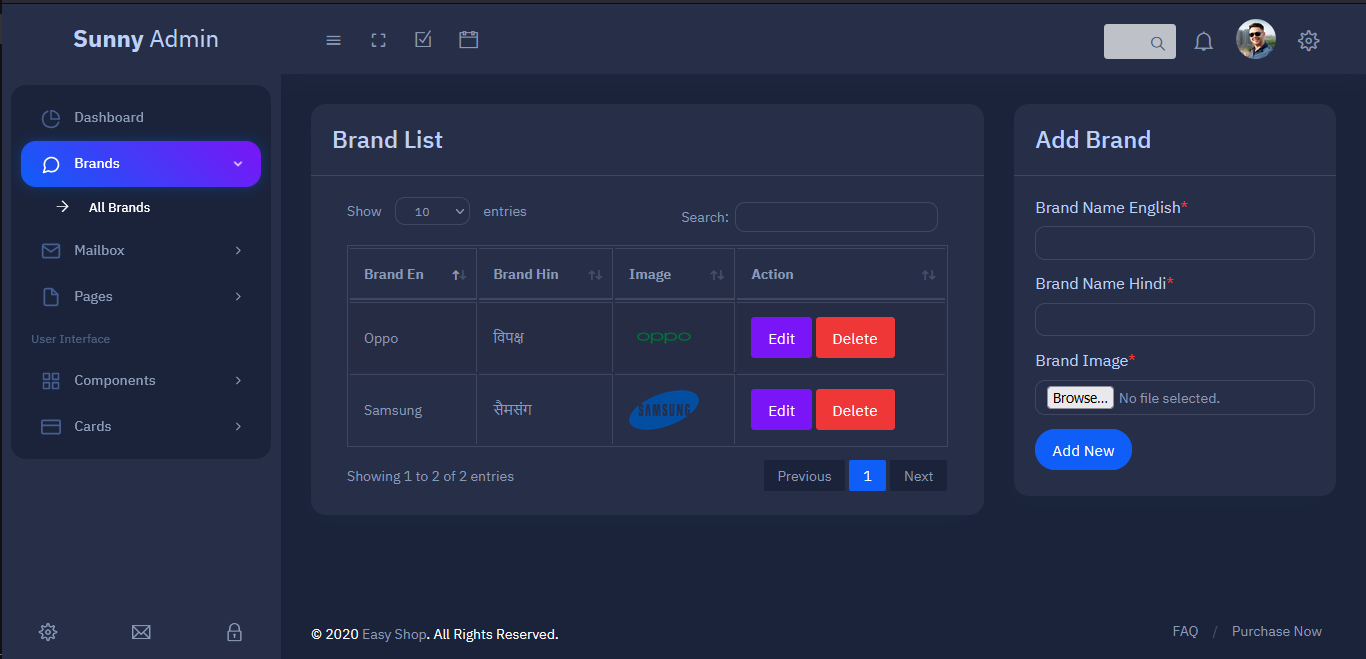 Sunny Admin
Dashboard
Brands
All Brands
Mailbox
Pages
User Interface
Components
Cards
Brand List
Show 10 entries
Search:
Brand En Brand Hin Image Action
Oppo विपक्ष oppo Edit Delete
Samsung सैमसंग SAMSUNG Edit Delete
Showing 1 to 2 of 2 entries
Previous 1 Next
Add Brand
Brand Name English*
Brand Name Hindi*
Brand Image*
Browse... No file selected.
Add New
© 2020 Easy Shop. All Rights Reserved.
FAQ / Purchase Now